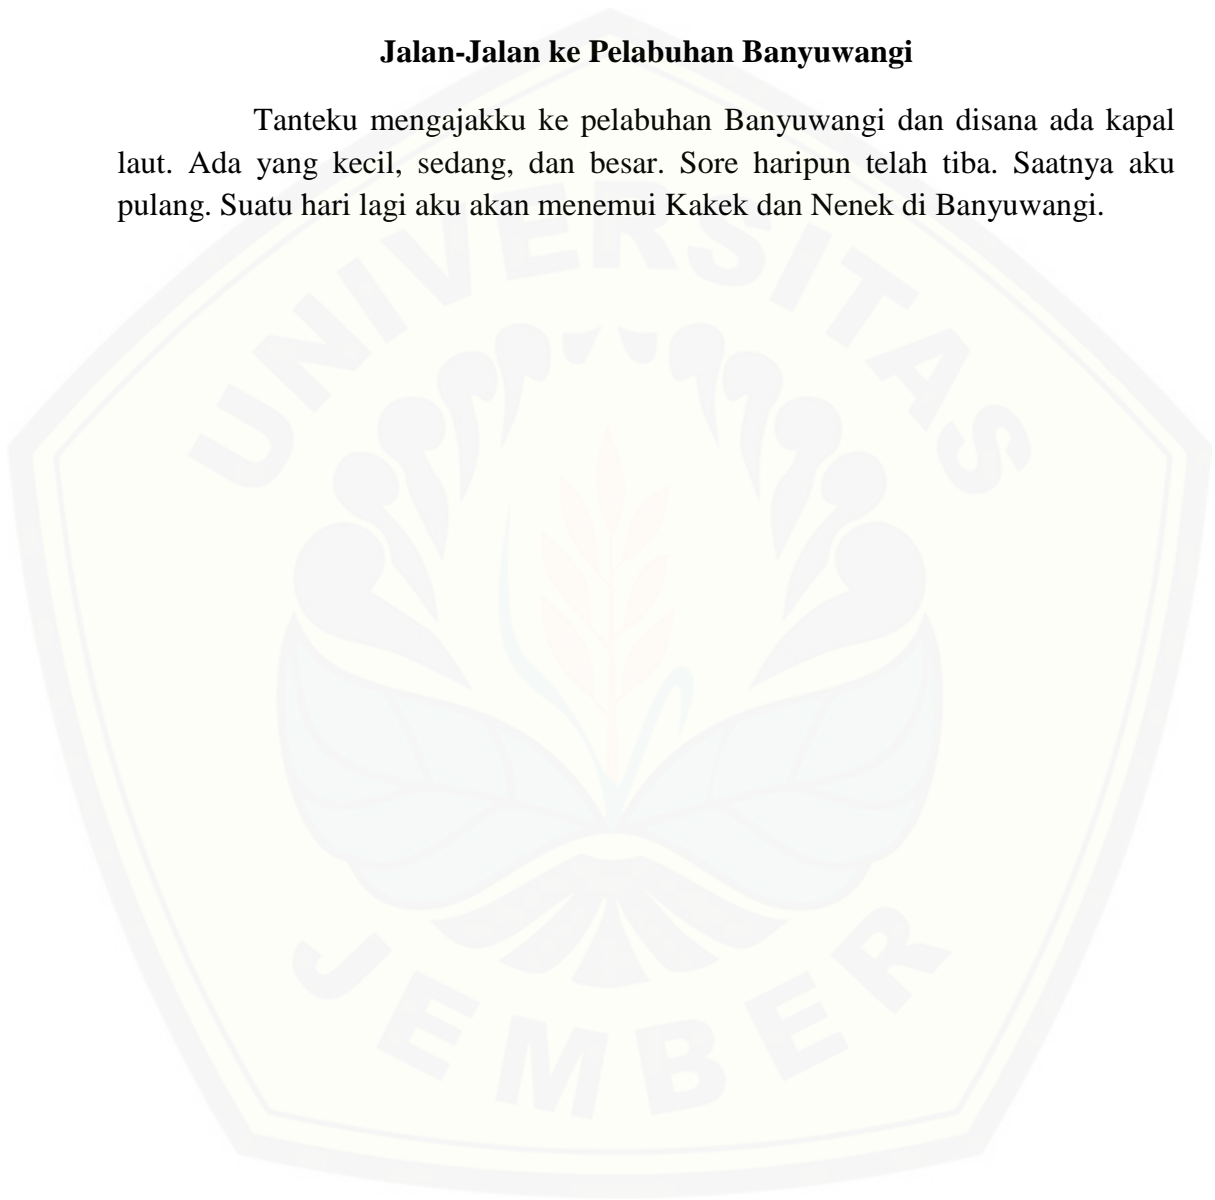 Jalan-Jalan ke Pelabuhan Banyuwangi
Tanteku mengajakku ke pelabuhan Banyuwangi dan disana ada kapal
laut. Ada yang kecil, sedang, dan besar. Sore haripun telah tiba. Saatnya aku
pulang. Suatu hari lagi aku akan menemui Kakek dan Nenek di Banyuwangi.
UNIVERSITAS
JEMBER